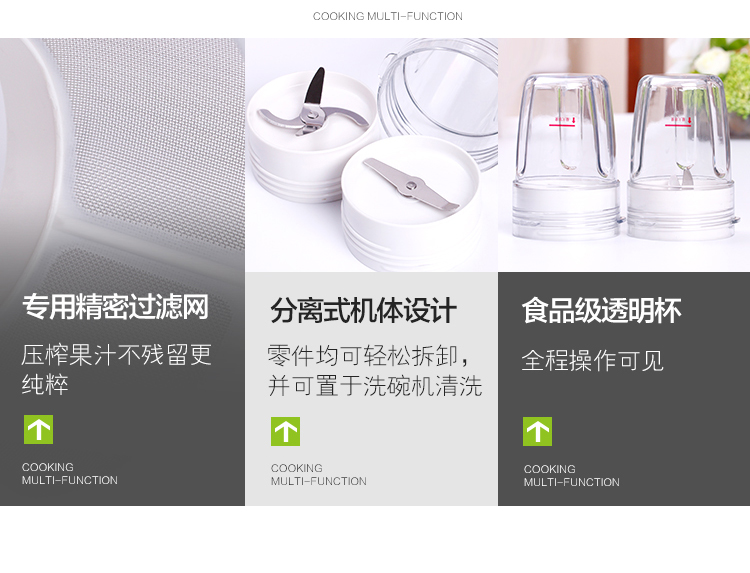 COOKING MULTI-FUNCTION
专用精密过滤网
压榨果汁不残留更
纯粹
COOKING
MULTI-FUNCTION
分离式机体设计
零件均可轻松拆卸，
并可置于洗碗机清洗
COOKING
MULTI-FUNCTION
食品级透明杯
全程操作可见
COOKING
MULTI-FUNCTION